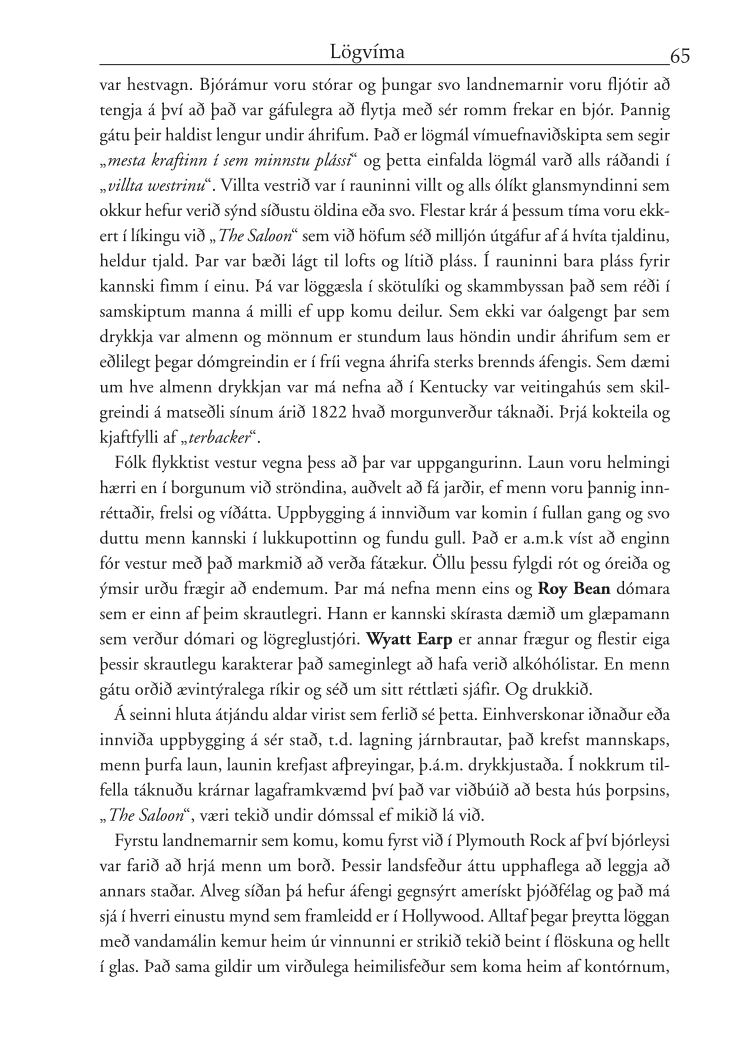 Lögvíma 65
var hestvagn. Bjórámur voru stórar og þungar svo landnemarnir voru fljótir að
tengja á því að það var gáfulegra að flytja með sér romm frekar en bjór. Þannig
gátu þeir haldist lengur undir áhrifum. Það er lögmál vímuefnaviðskipta sem segir
„mesta kraftinn í sem minnstu plássi“ og þetta einfalda lögmál varð alls ráðandi í
„villta westrinu“. Villta vestrið var í rauninni villt og alls ólíkt glansmyndinni sem
okkur hefur verið sýnd síðustu öldina eða svo. Flestar krár á þessum tíma voru ekk-
ert í líkingu við „The Saloon“ sem við höfum séð milljón útgáfur af á hvíta tjaldinu,
heldur tjald. Þar var bæði lágt til lofts og lítið pláss. Í rauninni bara pláss fyrir
kannski fimm í einu. Þá var löggæsla í skötulíki og skammbyssan það sem réði í
samskiptum manna á milli ef upp komu deilur. Sem ekki var óalgengt þar sem
drykkja var almenn og mönnum er stundum laus höndin undir áhrifum sem er
eðlilegt þegar dómgreindin er í fríi vegna áhrifa sterks brennds áfengis. Sem dæmi
um hve almenn drykkjan var má nefna að í Kentucky var veitingahús sem skil-
greindi á matseðli sínum árið 1822 hvað morgunverður táknaði. Þrjá kokteila og
kjaftfylli af „terbacker“.
Fólk flykktist vestur vegna þess að þar var uppgangurinn. Laun voru helmingi
hærri en í borgunum við ströndina, auðvelt að fá jarðir, ef menn voru þannig inn-
réttaðir, frelsi og víðátta. Uppbygging á innviðum var komin í fullan gang og svo
duttu menn kannski í lukkupottinn og fundu gull. Það er a.m.k víst að enginn
fór vestur með það markmið að verða fátækur. Öllu þessu fylgdi rót og óreiða og
ýmsir urðu frægir að endemum. Þar má nefna menn eins og Roy Bean dómara
sem er einn af þeim skrautlegri. Hann er kannski skírasta dæmið um glæpamann
sem verður dómari og lögreglustjóri. Wyatt Earp er annar frægur og flestir eiga
þessir skrautlegu karakterar það sameginlegt að hafa verið alkóhólistar. En menn
gátu orðið ævintýralega ríkir og séð um sitt réttlæti sjáfir. Og drukkið.
Á seinni hluta átjándu aldar virist sem ferlið sé þetta. Einhverskonar iðnaður eða
innviða uppbygging á sér stað, t.d. lagning járnbrautar, það krefst mannskaps,
menn þurfa laun, launin krefjast afþreyingar, þ.á.m. drykkjustaða. Í nokkrum til-
fella táknuðu krárnar lagaframkvæmd því það var viðbúið að besta hús þorpsins,
„The Saloon“, væri tekið undir dómssal ef mikið lá við.
Fyrstu landnemarnir sem komu, komu fyrst við í Plymouth Rock af því bjórleysi
var farið að hrjá menn um borð. Þessir landsfeður áttu upphaflega að leggja að
annars staðar. Alveg síðan þá hefur áfengi gegnsýrt amerískt þjóðfélag og það má
sjá í hverri einustu mynd sem framleidd er í Hollywood. Alltaf þegar þreytta löggan
með vandamálin kemur heim úr vinnunni er strikið tekið beint í flöskuna og hellt
í glas. Það sama gildir um virðulega heimilisfeður sem koma heim af kontórnum,